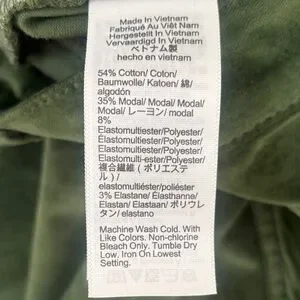 Made In Vietnam
Fabriqué Au Viet Nam
Hergestellt In Vietnam
Vervaardigd In Vietnam
ベトナム製
hecho en vietnam
54% Cotton/ Coton/
Baumwolle/ Katoen/ 綿/
algodón
35% Modal/ Modal/ Modal/
Modal/ レーヨン/ modal
8%
Elastomultiester/Polyester/
Elastomultiester/Polyester/
Elastomultiester/Polyester/
Elastomulti-ester/Polyester/
複合繊維 ( ポリエステル
)/
elastomultiéster/poliéster
3% Elastane/ Élasthanne/
Elastan/ Elastaan/ ポリウレ
タン/ elastano
Machine Wash Cold. With
Like Colors. Non-chlorine
Bleach Only. Tumble Dry
Low. Iron On Lowest
Setting.